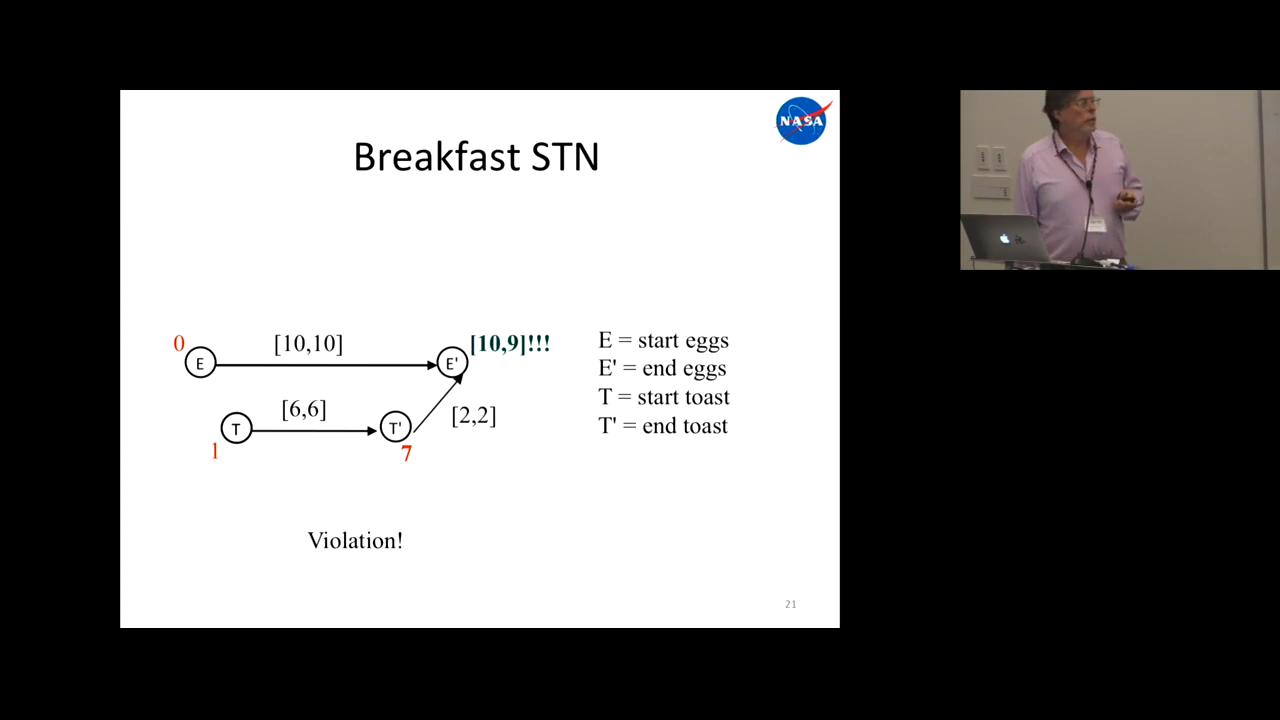 NASA
Breakfast STN
0
[10,10]
[10,9]!!!
E
E'
[6,6]
[2,2]
T
T'
1
7
E = start eggs
E' = end eggs
T = start toast
T' = end toast
Violation!
21